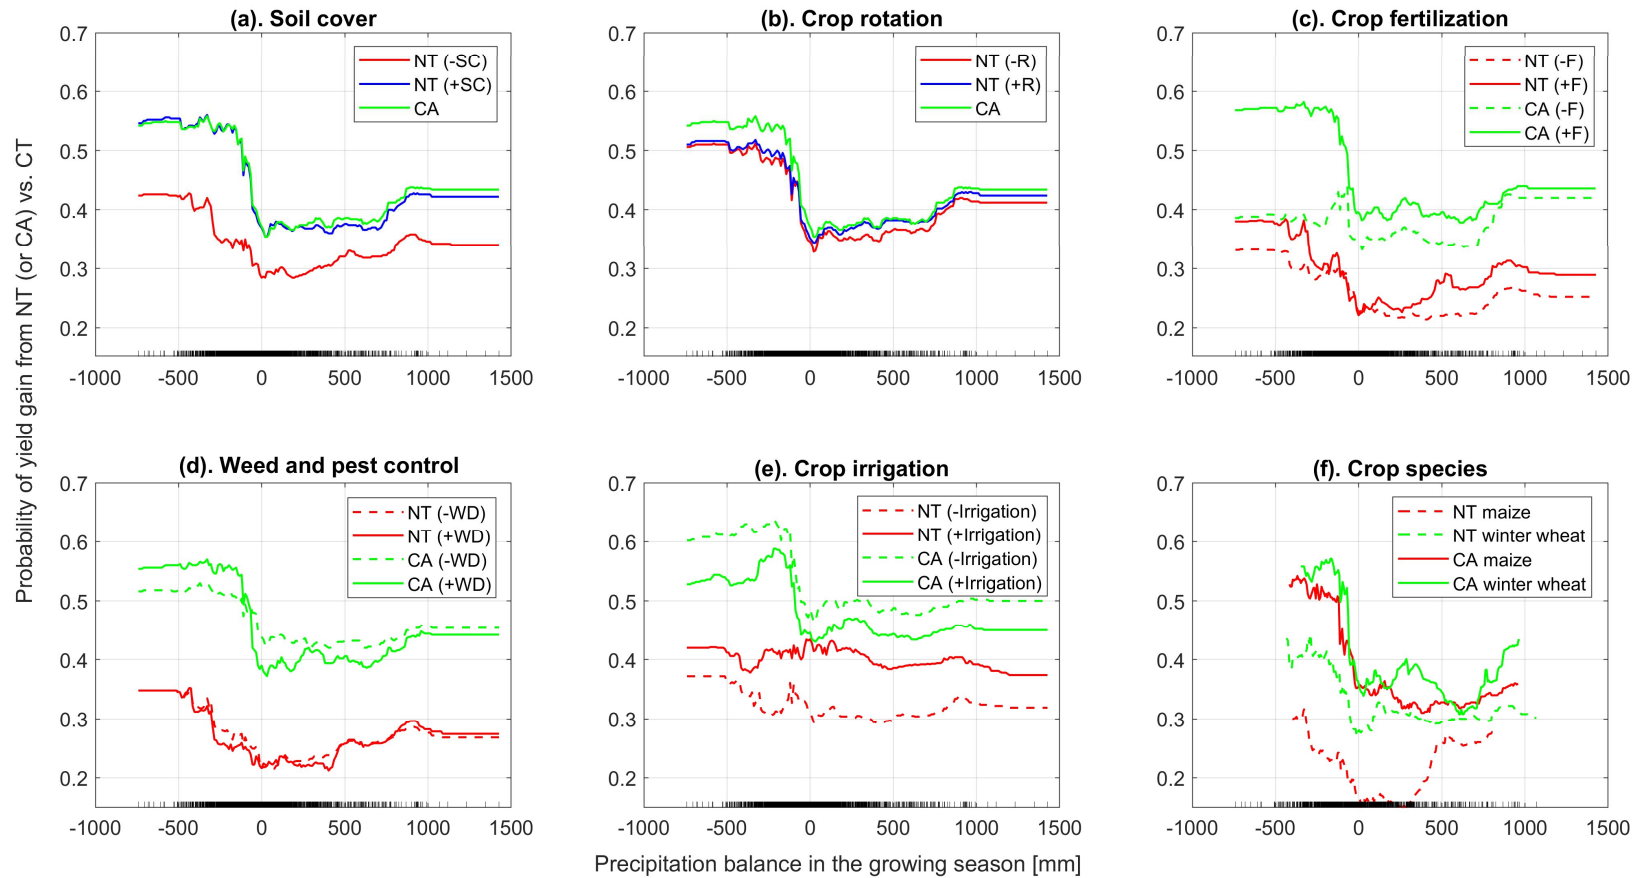 Probability of yield gain from NT (or CA) vs. CT
(a). Soil cover
0.7
0.6
0.5
0.4
0.3
0.2
-1000 -500 0 500 1000 1500
NT (-SC)
NT (+SC)
CA
(b). Crop rotation
0.7
0.6
0.5
0.4
0.3
0.2
-1000 -500 0 500 1000 1500
NT (-R)
NT (+R)
CA
(c). Crop fertilization
0.7
0.6
0.5
0.4
0.3
0.2
-1000 -500 0 500 1000 1500
NT (-F)
NT (+F)
CA (-F)
CA (+F)
(d). Weed and pest control
0.7
0.6
0.5
0.4
0.3
0.2
-1000 -500 0 500 1000 1500
NT (-WD)
NT (+WD)
CA (-WD)
CA (+WD)
(e). Crop irrigation
0.7
0.6
0.5
0.4
0.3
0.2
-1000 -500 0 500 1000 1500
NT (-Irrigation)
NT (+Irrigation)
CA (-Irrigation)
CA (+Irrigation)
(f). Crop species
0.7
0.6
0.5
0.4
0.3
0.2
-1000 -500 0 500 1000 1500
NT maize
NT winter wheat
CA maize
CA winter wheat
Precipitation balance in the growing season [mm]